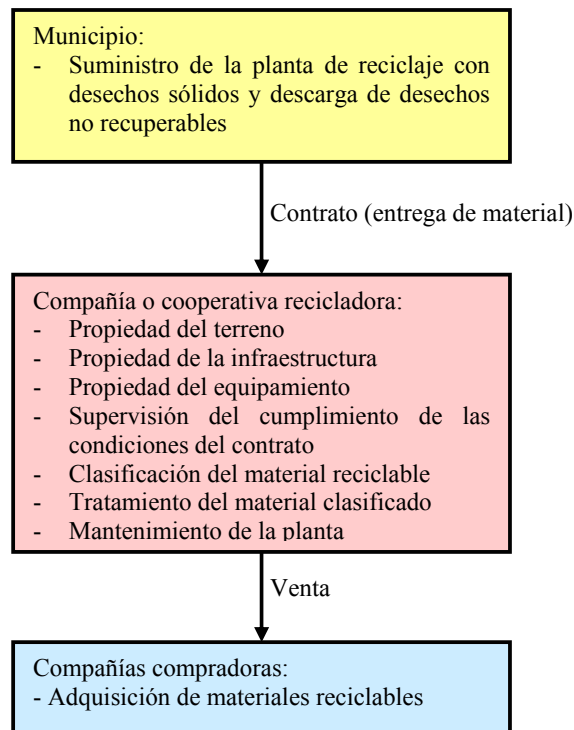 Municipio:
- Suministro de la planta de reciclaje con
desechos sólidos y descarga de desechos
no recuperables
Contrato (entrega de material)
Compañía o cooperativa recicladora:
- Propiedad del terreno
- Propiedad de la infraestructura
- Propiedad del equipamiento
- Supervisión del cumplimiento de las
condiciones del contrato
- Clasificación del material reciclable
- Tratamiento del material clasificado
- Mantenimiento de la planta
Venta
Compañías compradoras:
- Adquisición de materiales reciclables